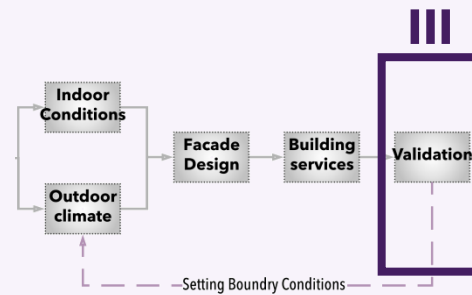 III
Indoor
Conditions
Facade
Design
Building
services
Validation
Outdoor
climate
Setting Boundry Conditions